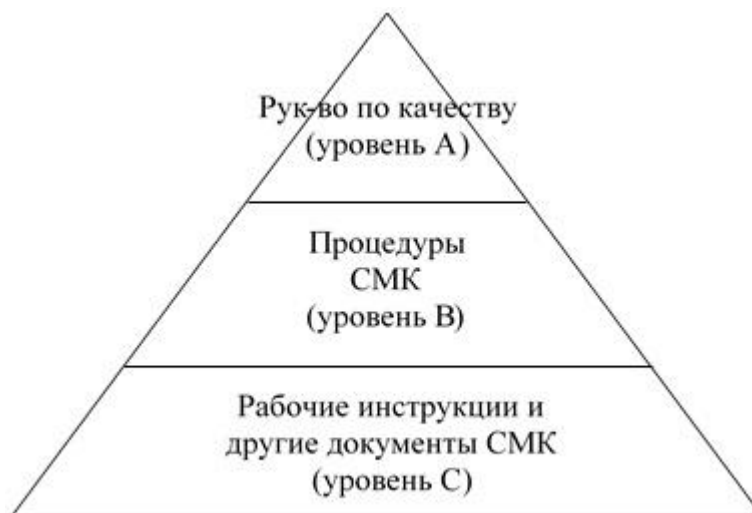 Рук-во по качеству
(уровень А)
Процедуры
СМК
(уровень В)
Рабочие инструкции и
другие документы СМК
(уровень С)